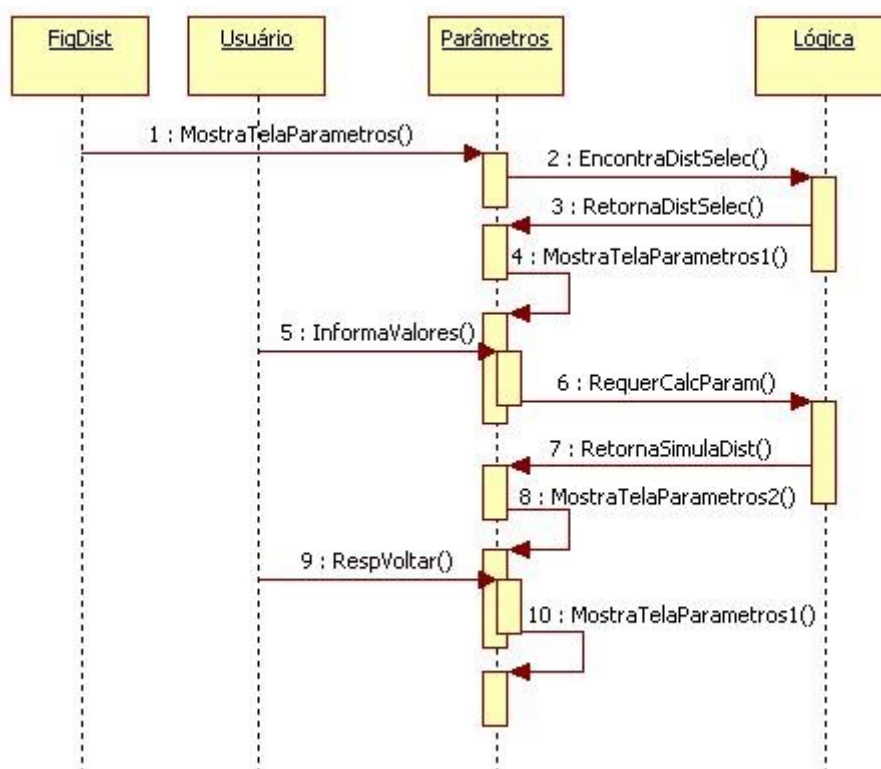 FigDist
Usuário
Parâmetros
Lógica
1 : MostraTelaParametros()
2 : EncontraDistSelec()
3 : RetornaDistSelec()
4 : MostraTelaParametros1()
5 : InformaValores()
6 : RequerCalcParam()
7 : RetornaSimulaDist()
8 : MostraTelaParametros2()
9 : RespVoltar()
10 : MostraTelaParametros1()